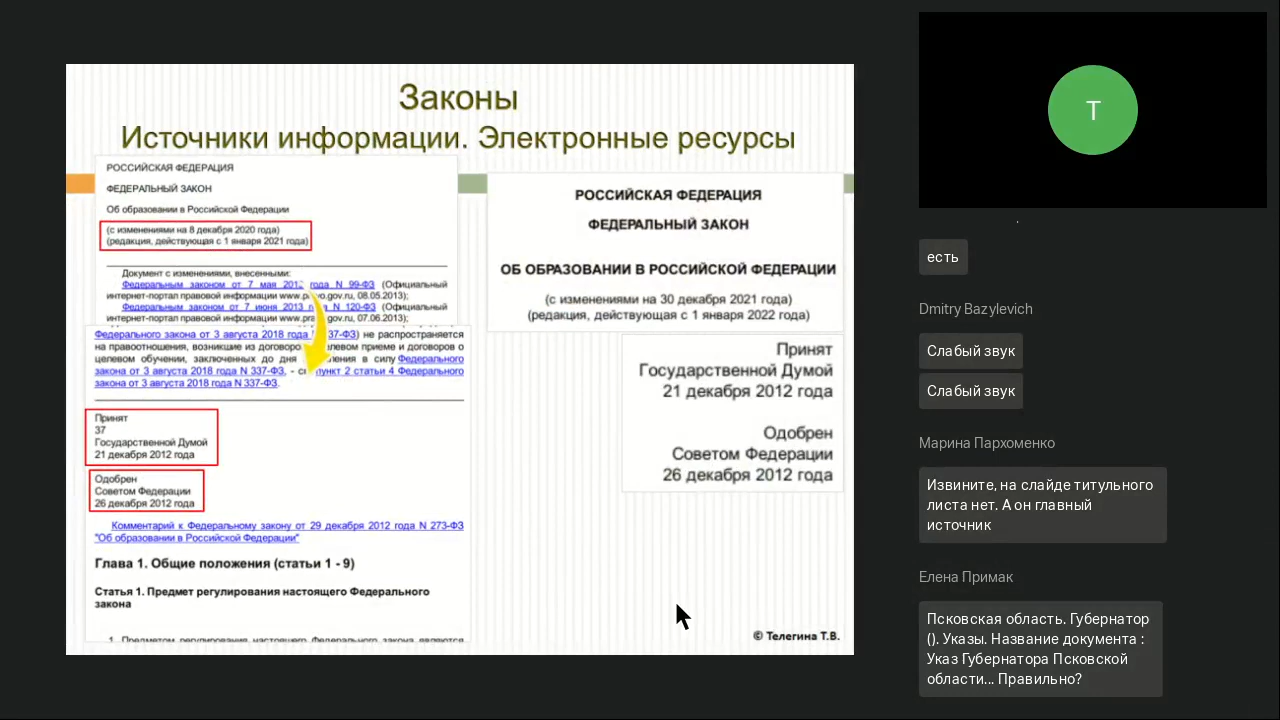 Законы
Источники информации. Электронные ресурсы
РОССИЙСКАЯ ФЕДЕРАЦИЯ
ФЕДЕРАЛЬНЫЙ ЗАКОН
Об образовании в Российской Федерации
(с изменениями на 8 декабря 2020 года)
(редакция, действующая с 1 января 2021 года)
Документ с изменениями, внесенными:
Федеральным законом от 7 мая 2013 года N 99-ФЗ (Официальный
интернет-портал правовой информации www.pravo.gov.ru, 08.05.2013);
Федеральным законом от 7 июня 2013 года N 120-ФЗ (Официальный
интернет-портал правовой информации www.pravo.gov.ru, 07.06.2013);
Федерального закона от 3 августа 2018 года N 337-ФЗ) не распространяется
на правоотношения, возникшие из договоров целевом приеме и договоров о
целевом обучении, заключенных до дня в силу Федерального
закона от 3 августа 2018 года N 337-ФЗ, - пункт 2 статьи 4 Федерального
закона от 3 августа 2018 года N 337-ФЗ.
Принят
37
Государственной Думой
21 декабря 2012 года
Одобрен
Советом Федерации
26 декабря 2012 года
Комментарий к Федеральному закону от 29 декабря 2012 года N 273-ФЗ
"Об образовании в Российской Федерации"
Глава 1. Общие положения (статьи 1 - 9)
Статья 1. Предмет регулирования настоящего Федерального
закона
1. Предметом регулирования настоящего Федерального закона являются
РОССИЙСКАЯ ФЕДЕРАЦИЯ
ФЕДЕРАЛЬНЫЙ ЗАКОН
ОБ ОБРАЗОВАНИИ В РОССИЙСКОЙ ФЕДЕРАЦИИ
(с изменениями на 30 декабря 2021 года)
(редакция, действующая с 1 января 2022 года)
Принят
Государственной Думой
21 декабря 2012 года
Одобрен
Советом Федерации
26 декабря 2012 года
© Телегина Т.В.
T
есть
Dmitry Bazylevich
Слабый звук
Слабый звук
Марина Пархоменко
Извините, на слайде титульного
листа нет. А он главный
источник
Елена Примак
Псковская область. Губернатор
(). Указы. Название документа :
Указ Губернатора Псковской
области... Правильно?